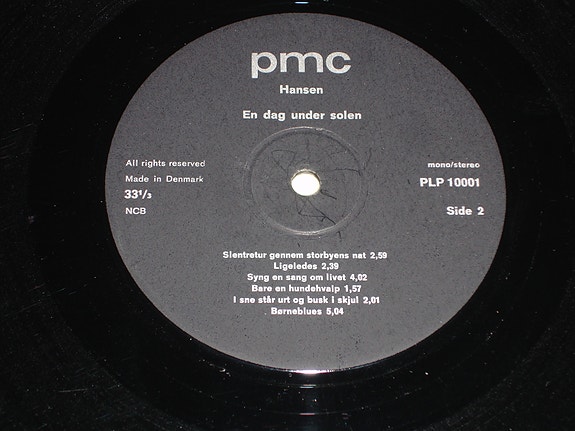 pmc
Hansen
En dag under solen
All rights reserved
Made in Denmark
33 1/3
NCB
mono/stereo
PLP 10001
Side 2
Slentretur gennem storbyens nat 2,59
Ligeledes 2,39
Syng en sang om livet 4,02
Bare en hundehvalp 1,57
I sne står urt og busk i skjul 2,01
Børneblues 5,04